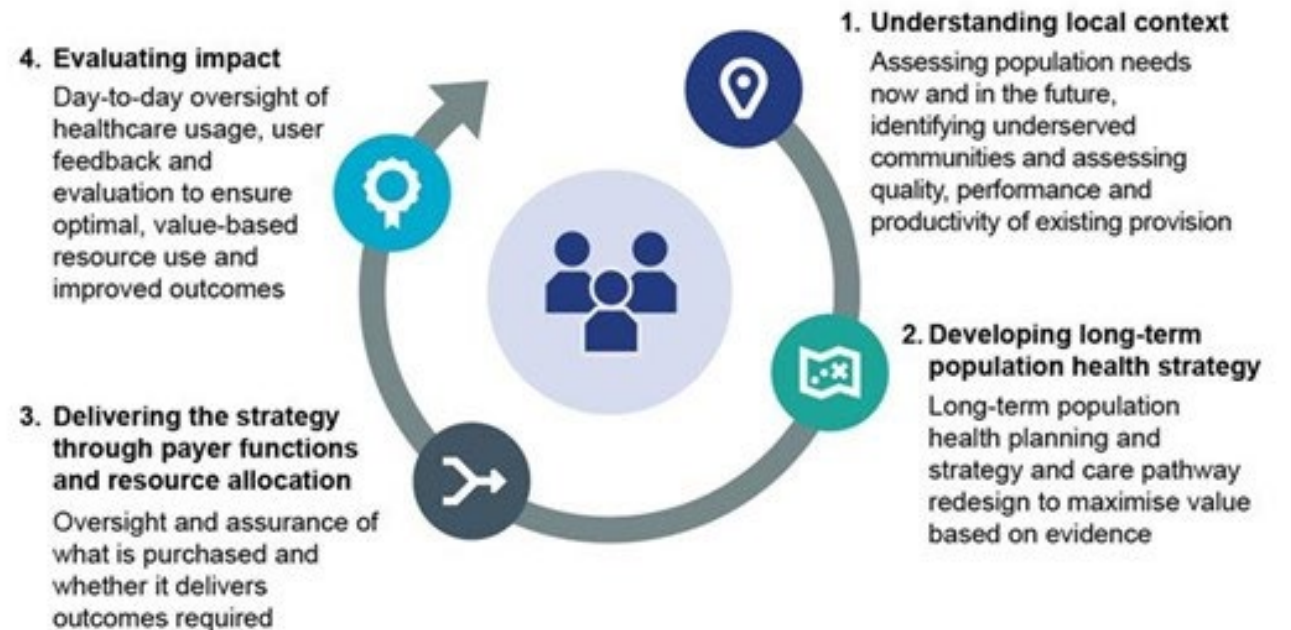 1. Understanding local context
Assessing population needs
now and in the future,
identifying underserved
communities and assessing
quality, performance and
productivity of existing provision
2. Developing long-term
population health strategy
Long-term population
health planning and
strategy and care pathway
redesign to maximise value
based on evidence
3. Delivering the strategy
through payer functions
and resource allocation
Oversight and assurance of
what is purchased and
whether it delivers
outcomes required
4. Evaluating impact
Day-to-day oversight of
healthcare usage, user
feedback and
evaluation to ensure
optimal, value-based
resource use and
improved outcomes